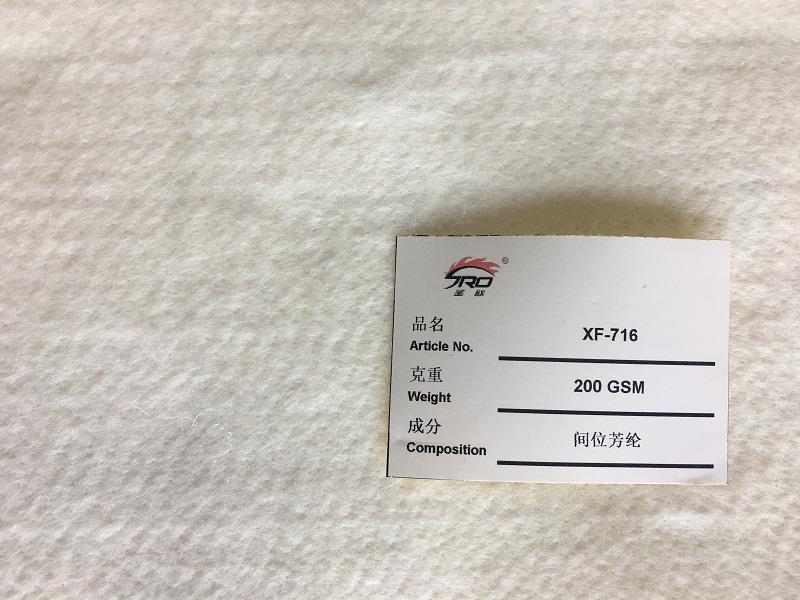 SRO
®
圣欧
品名
Article No.
XF-716
克重
Weight
200 GSM
成分
Composition
间位芳纶